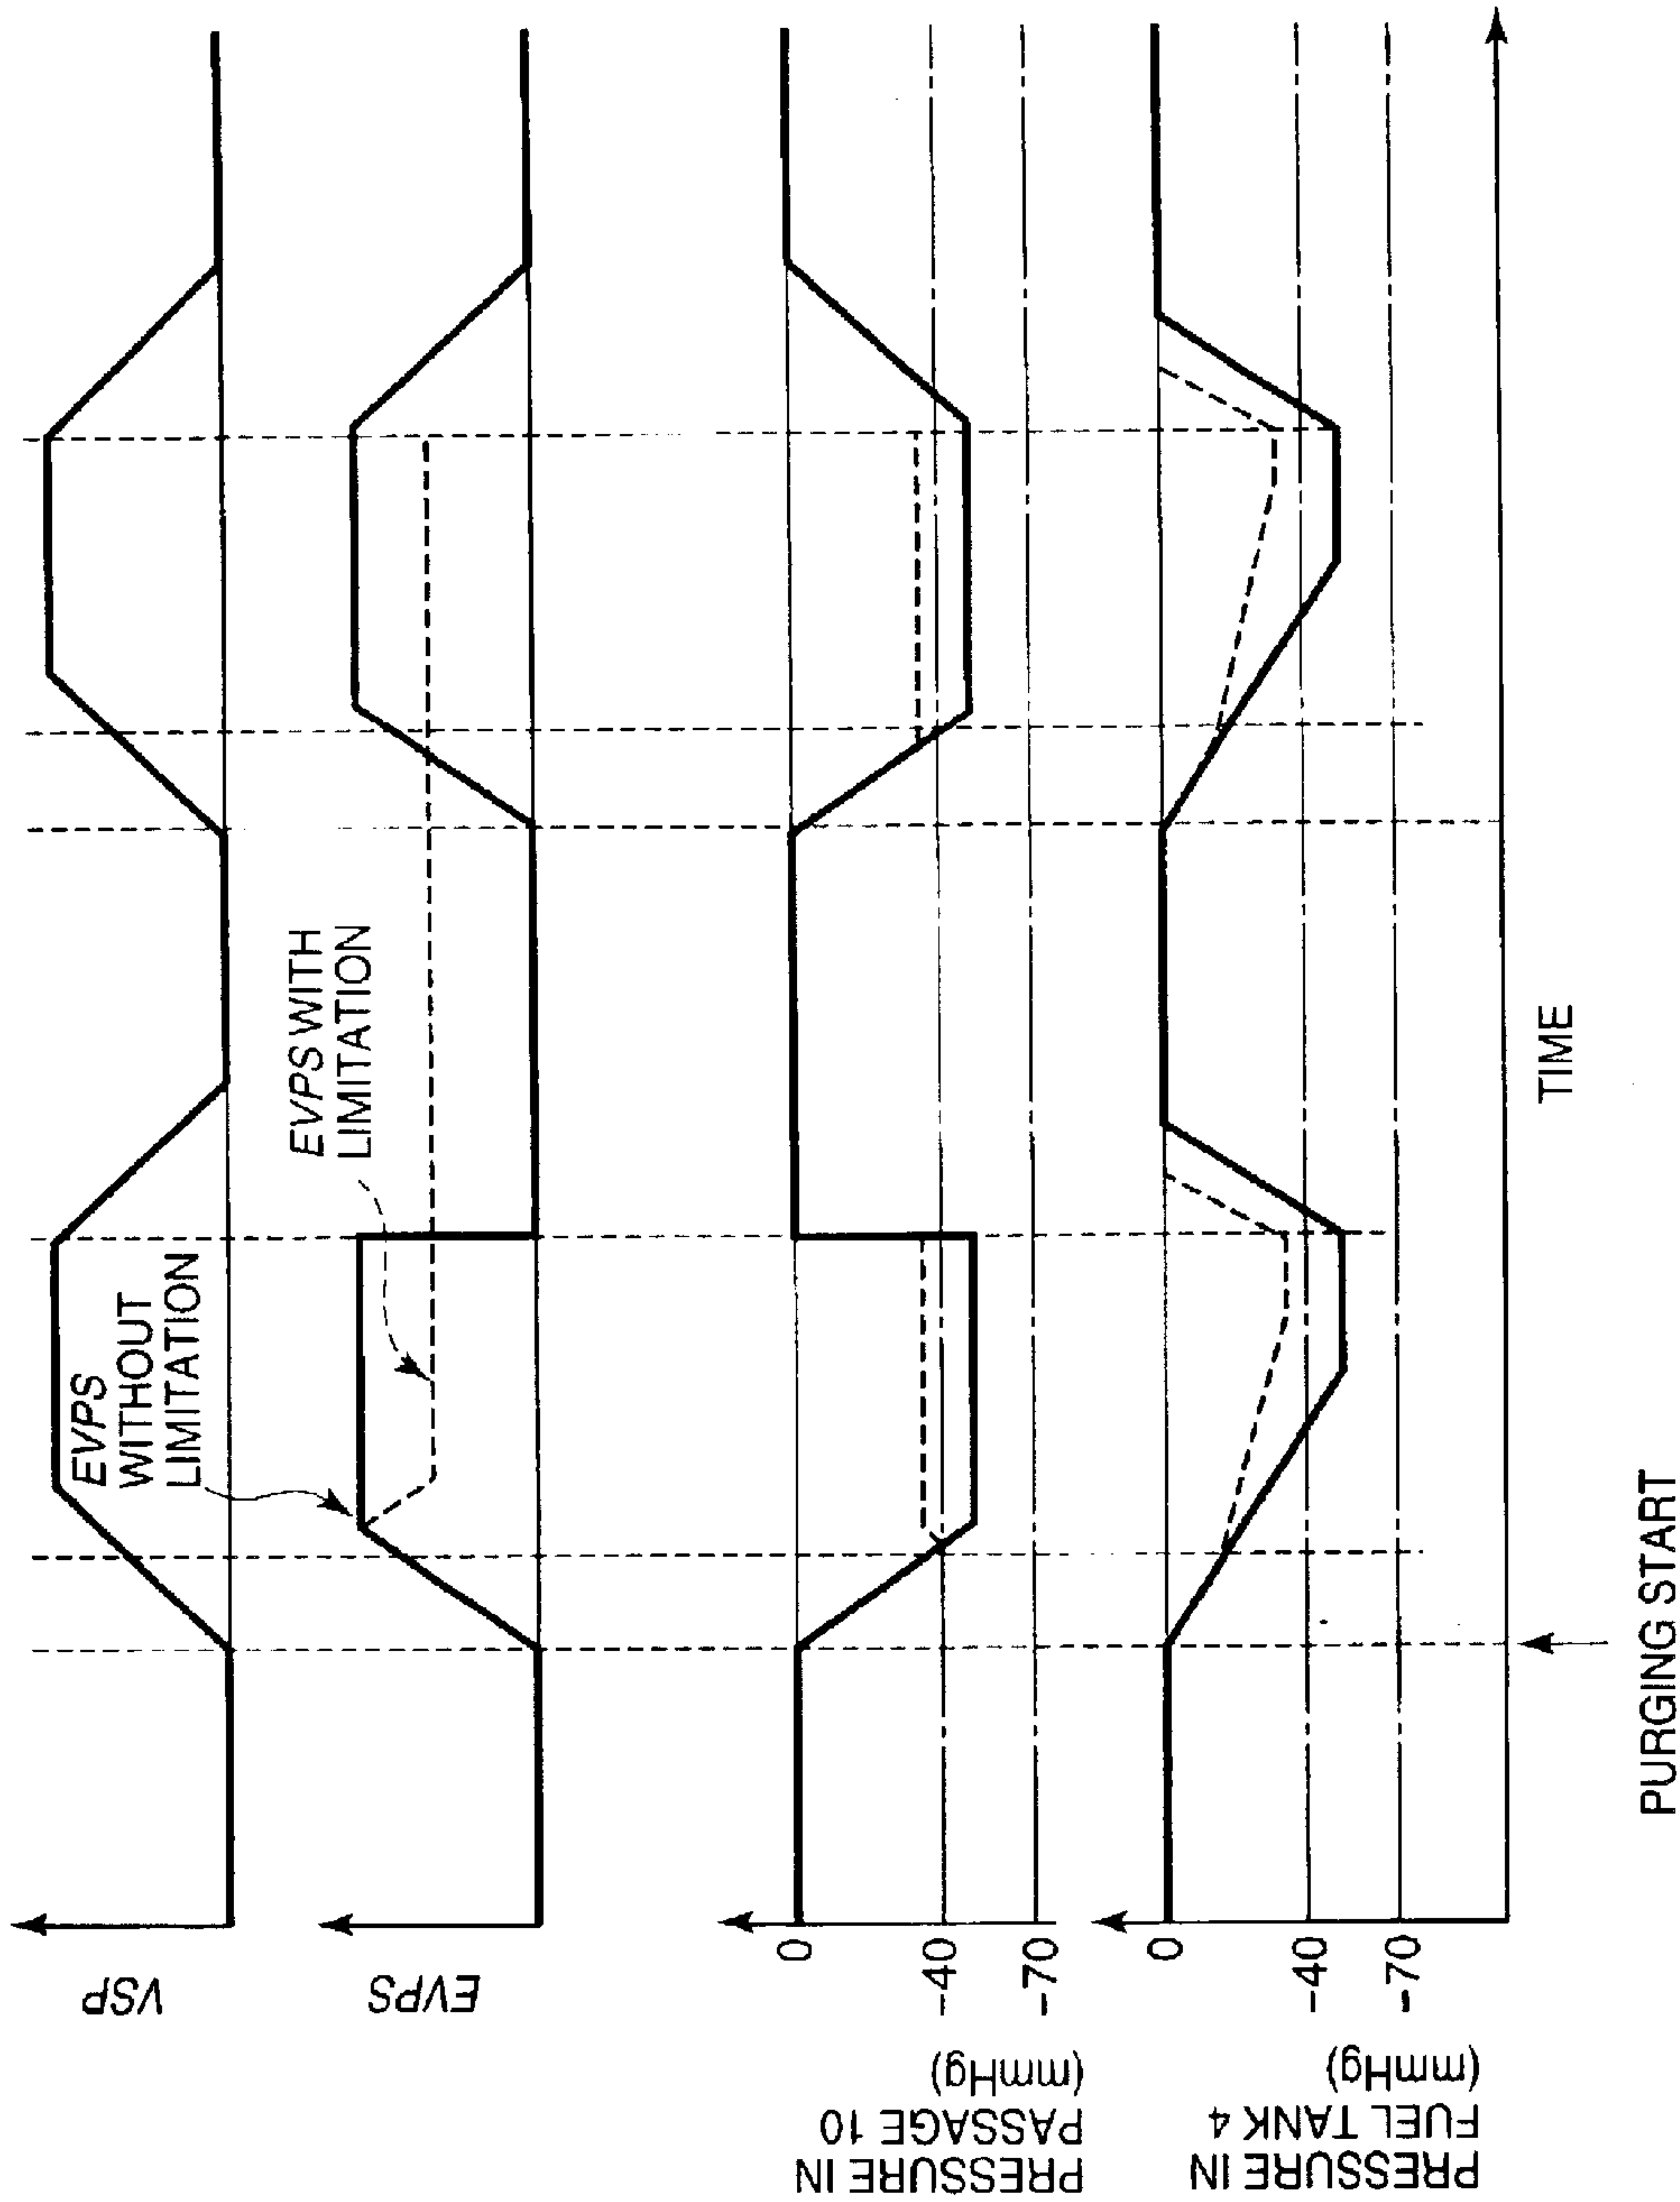 VSP
EVPS
WITHOUT
LIMITATION
EVPS WITH
LIMITATION
EVPS
PRESSURE IN
PASSAGE 10
(mmHg)
0
-40
-70
PRESSURE IN
FUEL TANK 4
(mmHg)
0
-40
-70
PURGING START
TIME